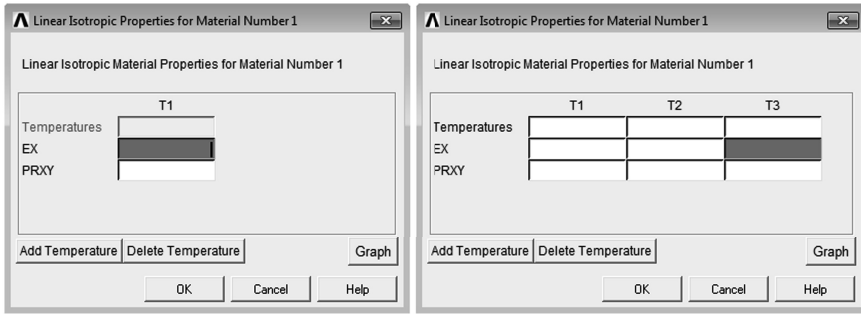 Linear Isotropic Properties for Material Number 1
Linear Isotropic Material Properties for Material Number 1
T1
Temperatures
EX
PRXY
Add Temperature Delete Temperature Graph
OK Cancel Help
Linear Isotropic Properties for Material Number 1
Linear Isotropic Material Properties for Material Number 1
T1 T2 T3
Temperatures
EX
PRXY
Add Temperature Delete Temperature Graph
OK Cancel Help